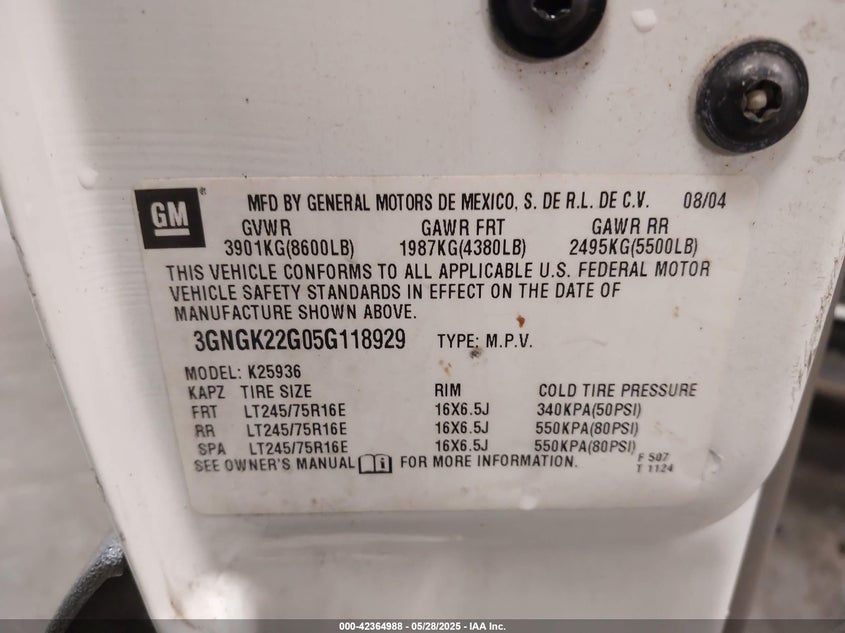 GM ®
MFD BY GENERAL MOTORS DE MEXICO, S. DE R.L. DE C.V. 08/04
GVWR GAWR FRT GAWR RR
3901KG(8600LB) 1987KG(4380LB) 2495KG(5500LB)
THIS VEHICLE CONFORMS TO ALL APPLICABLE U.S. FEDERAL MOTOR
VEHICLE SAFETY STANDARDS IN EFFECT ON THE DATE OF
MANUFACTURE SHOWN ABOVE.
3GNGK22G05G118929 TYPE: M.P.V.
MODEL: K25936
KAPZ TIRE SIZE RIM COLD TIRE PRESSURE
FRT LT245/75R16E 16X6.5J 340KPA(50PSI)
RR LT245/75R16E 16X6.5J 550KPA(80PSI)
SPA LT245/75R16E 16X6.5J 550KPA(80PSI)
SEE OWNER'S MANUAL FOR MORE INFORMATION.
F 507
T 1124
000-42364988 - 05/28/2025 - IAA Inc.